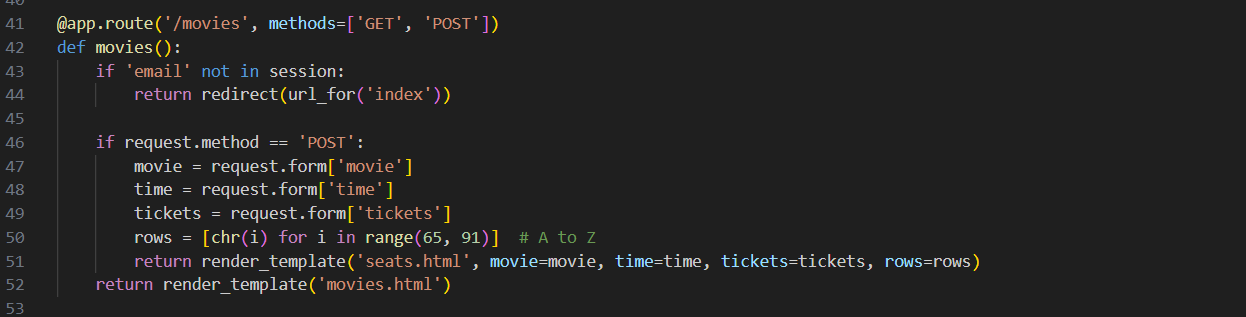 40
41 @app.route('/movies', methods=['GET', 'POST'])
42 def movies():
43     if 'email' not in session:
44         return redirect(url_for('index'))
45
46     if request.method == 'POST':
47         movie = request.form['movie']
48         time = request.form['time']
49         tickets = request.form['tickets']
50         rows = [chr(i) for i in range(65, 91)]  # A to Z
51         return render_template('seats.html', movie=movie, time=time, tickets=tickets, rows=rows)
52     return render_template('movies.html')
53